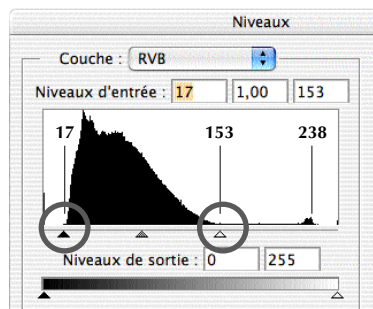 Niveaux
Couche : RVB
Niveaux d'entrée : 17 1,00 153
17 153 238
Niveaux de sortie : 0 255